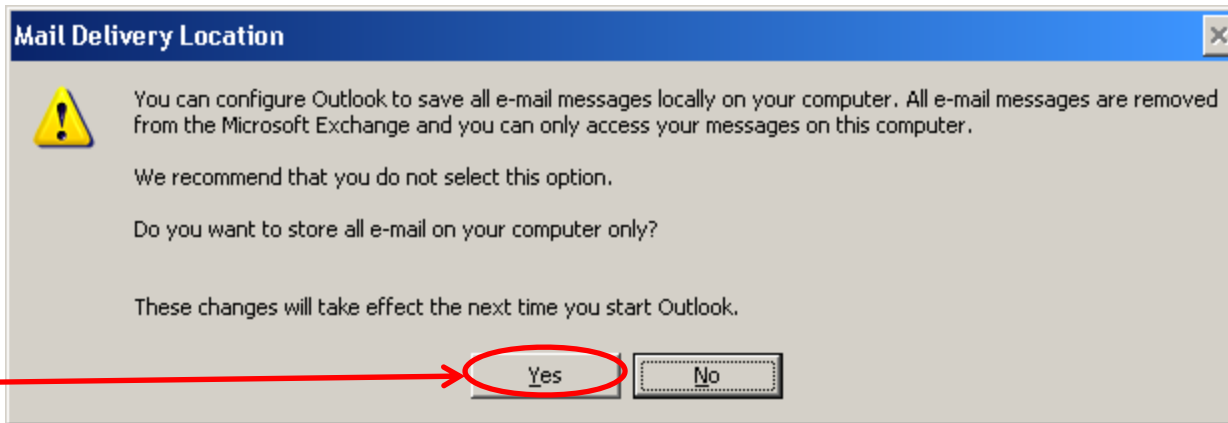 Mail Delivery Location
You can configure Outlook to save all e-mail messages locally on your computer. All e-mail messages are removed
from the Microsoft Exchange and you can only access your messages on this computer.
We recommend that you do not select this option.
Do you want to store all e-mail on your computer only?
These changes will take effect the next time you start Outlook.
Yes No